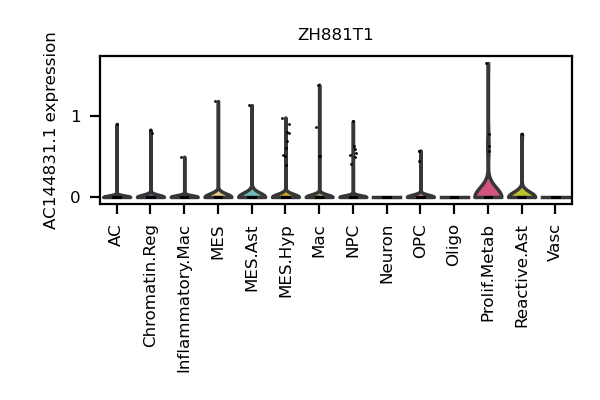 ZH881T1
AC144831.1 expression
1
0
AC
Chromatin.Reg
Inflammatory.Mac
MES
MES.Ast
MES.Hyp
Mac
NPC
Neuron
OPC
Oligo
Prolif.Metab
Reactive.Ast
Vasc